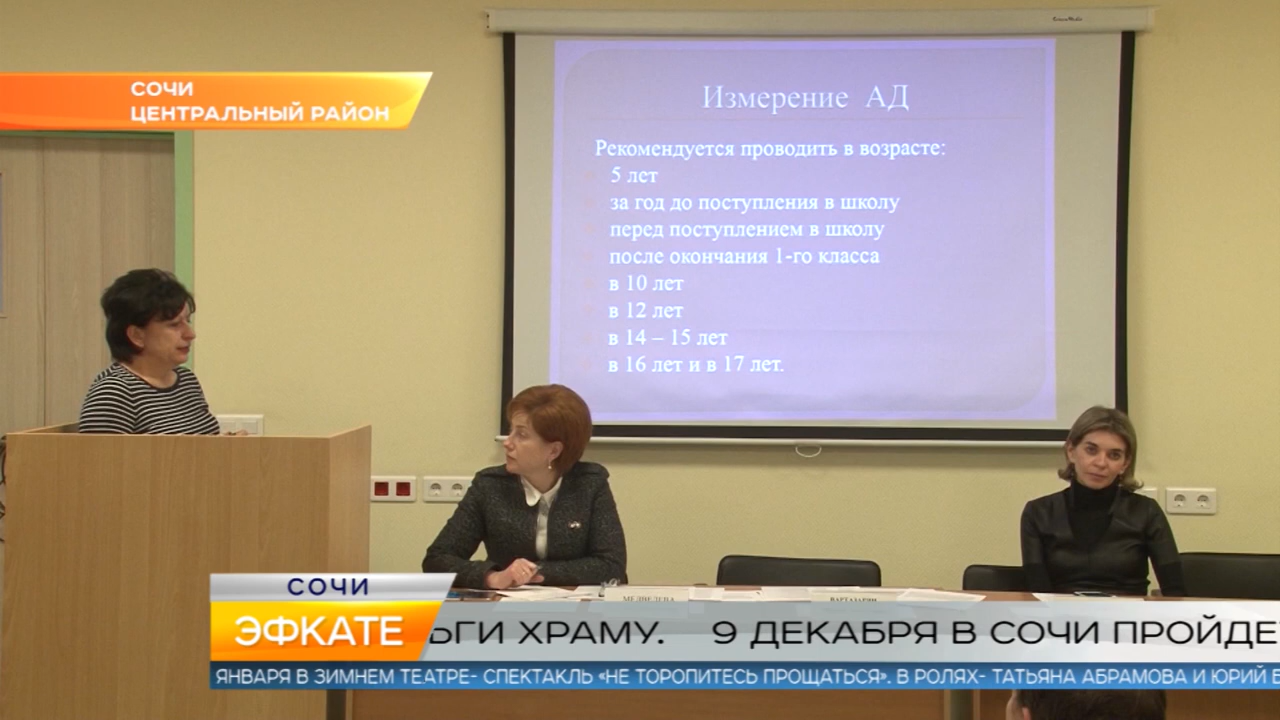 СОЧИ
ЦЕНТРАЛЬНЫЙ РАЙОН
Измерение АД
Рекомендуется проводить в возрасте:
5 лет
за год до поступления в школу
перед поступлением в школу
после окончания 1-го класса
в 10 лет
в 12 лет
в 14 – 15 лет
в 16 лет и в 17 лет.
МЕДВЕДЕВА
СОЧИ
ЭФКАТЕ
ЬГИ ХРАМУ. 9 ДЕКАБРЯ В СОЧИ ПРОЙДЕ
ЯНВАРЯ В ЗИМНЕМ ТЕАТРЕ- СПЕКТАКЛЬ «НЕ ТОРОПИТЕСЬ ПРОЩАТЬСЯ». В РОЛЯХ- ТАТЬЯНА АБРАМОВА И ЮРИЙ